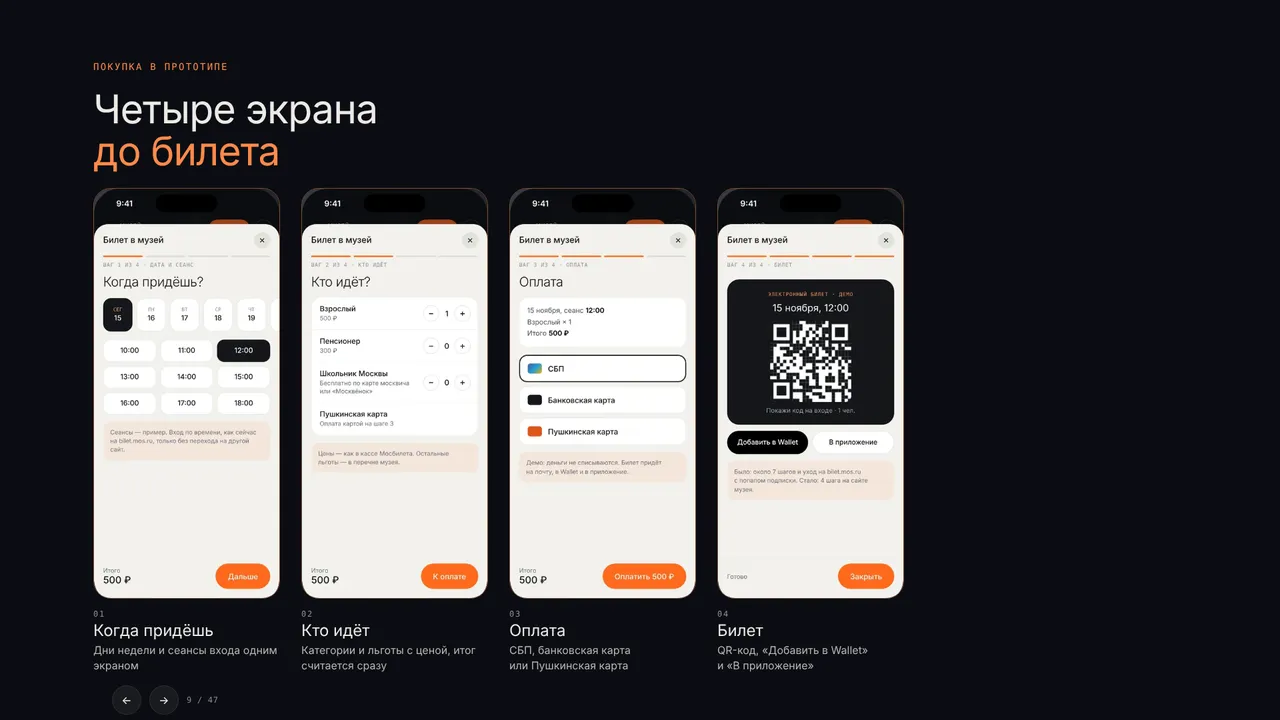 ПОКУПКА В ПРОТОТИПЕ
Четыре экрана
до билета
9:41
Билет в музей
ШАГ 1 ИЗ 4 · ДАТА И СЕАНС
Когда придёшь?
СЕГ ПН ВТ СР ЧТ
15 16 17 18 19
10:00 11:00 12:00
13:00 14:00 15:00
16:00 17:00 18:00
Сеансы — пример. Вход по времени, как сейчас
на bilet.mos.ru, только без перехода на другой
сайт.
Итого
500 ₽
Дальше
01
Когда придёшь
Дни недели и сеансы входа одним
экраном
9:41
Билет в музей
ШАГ 2 ИЗ 4 · КТО ИДЁТ
Кто идёт?
Взрослый
500 ₽
− 1 +
Пенсионер
300 ₽
− 0 +
Школьник Москвы
Бесплатно по карте москвича
или «Москвёнок»
− 0 +
Пушкинская карта
Оплата картой на шаге 3
Цены — как в кассе Мосбилета. Остальные
льготы — в перечне музея.
Итого
500 ₽
К оплате
02
Кто идёт
Категории и льготы с ценой, итог
считается сразу
9:41
Билет в музей
ШАГ 3 ИЗ 4 · ОПЛАТА
Оплата
15 ноября, сеанс 12:00
Взрослый × 1
Итого 500 ₽
СБП
Банковская карта
Пушкинская карта
Демо: деньги не списываются. Билет придёт
на почту, в Wallet и в приложение.
Итого
500 ₽
Оплатить 500 ₽
03
Оплата
СБП, банковская карта
или Пушкинская карта
9:41
Билет в музей
ШАГ 4 ИЗ 4 · БИЛЕТ
ЭЛЕКТРОННЫЙ БИЛЕТ · ДЕМО
15 ноября, 12:00
Покажи код на входе · 1 чел.
Добавить в Wallet
В приложение
Было: около 7 шагов и уход на bilet.mos.ru
с попапом подписки. Стало: 4 шага на сайте
музея.
Готово
Закрыть
04
Билет
QR-код, «Добавить в Wallet»
и «В приложение»
9 / 47